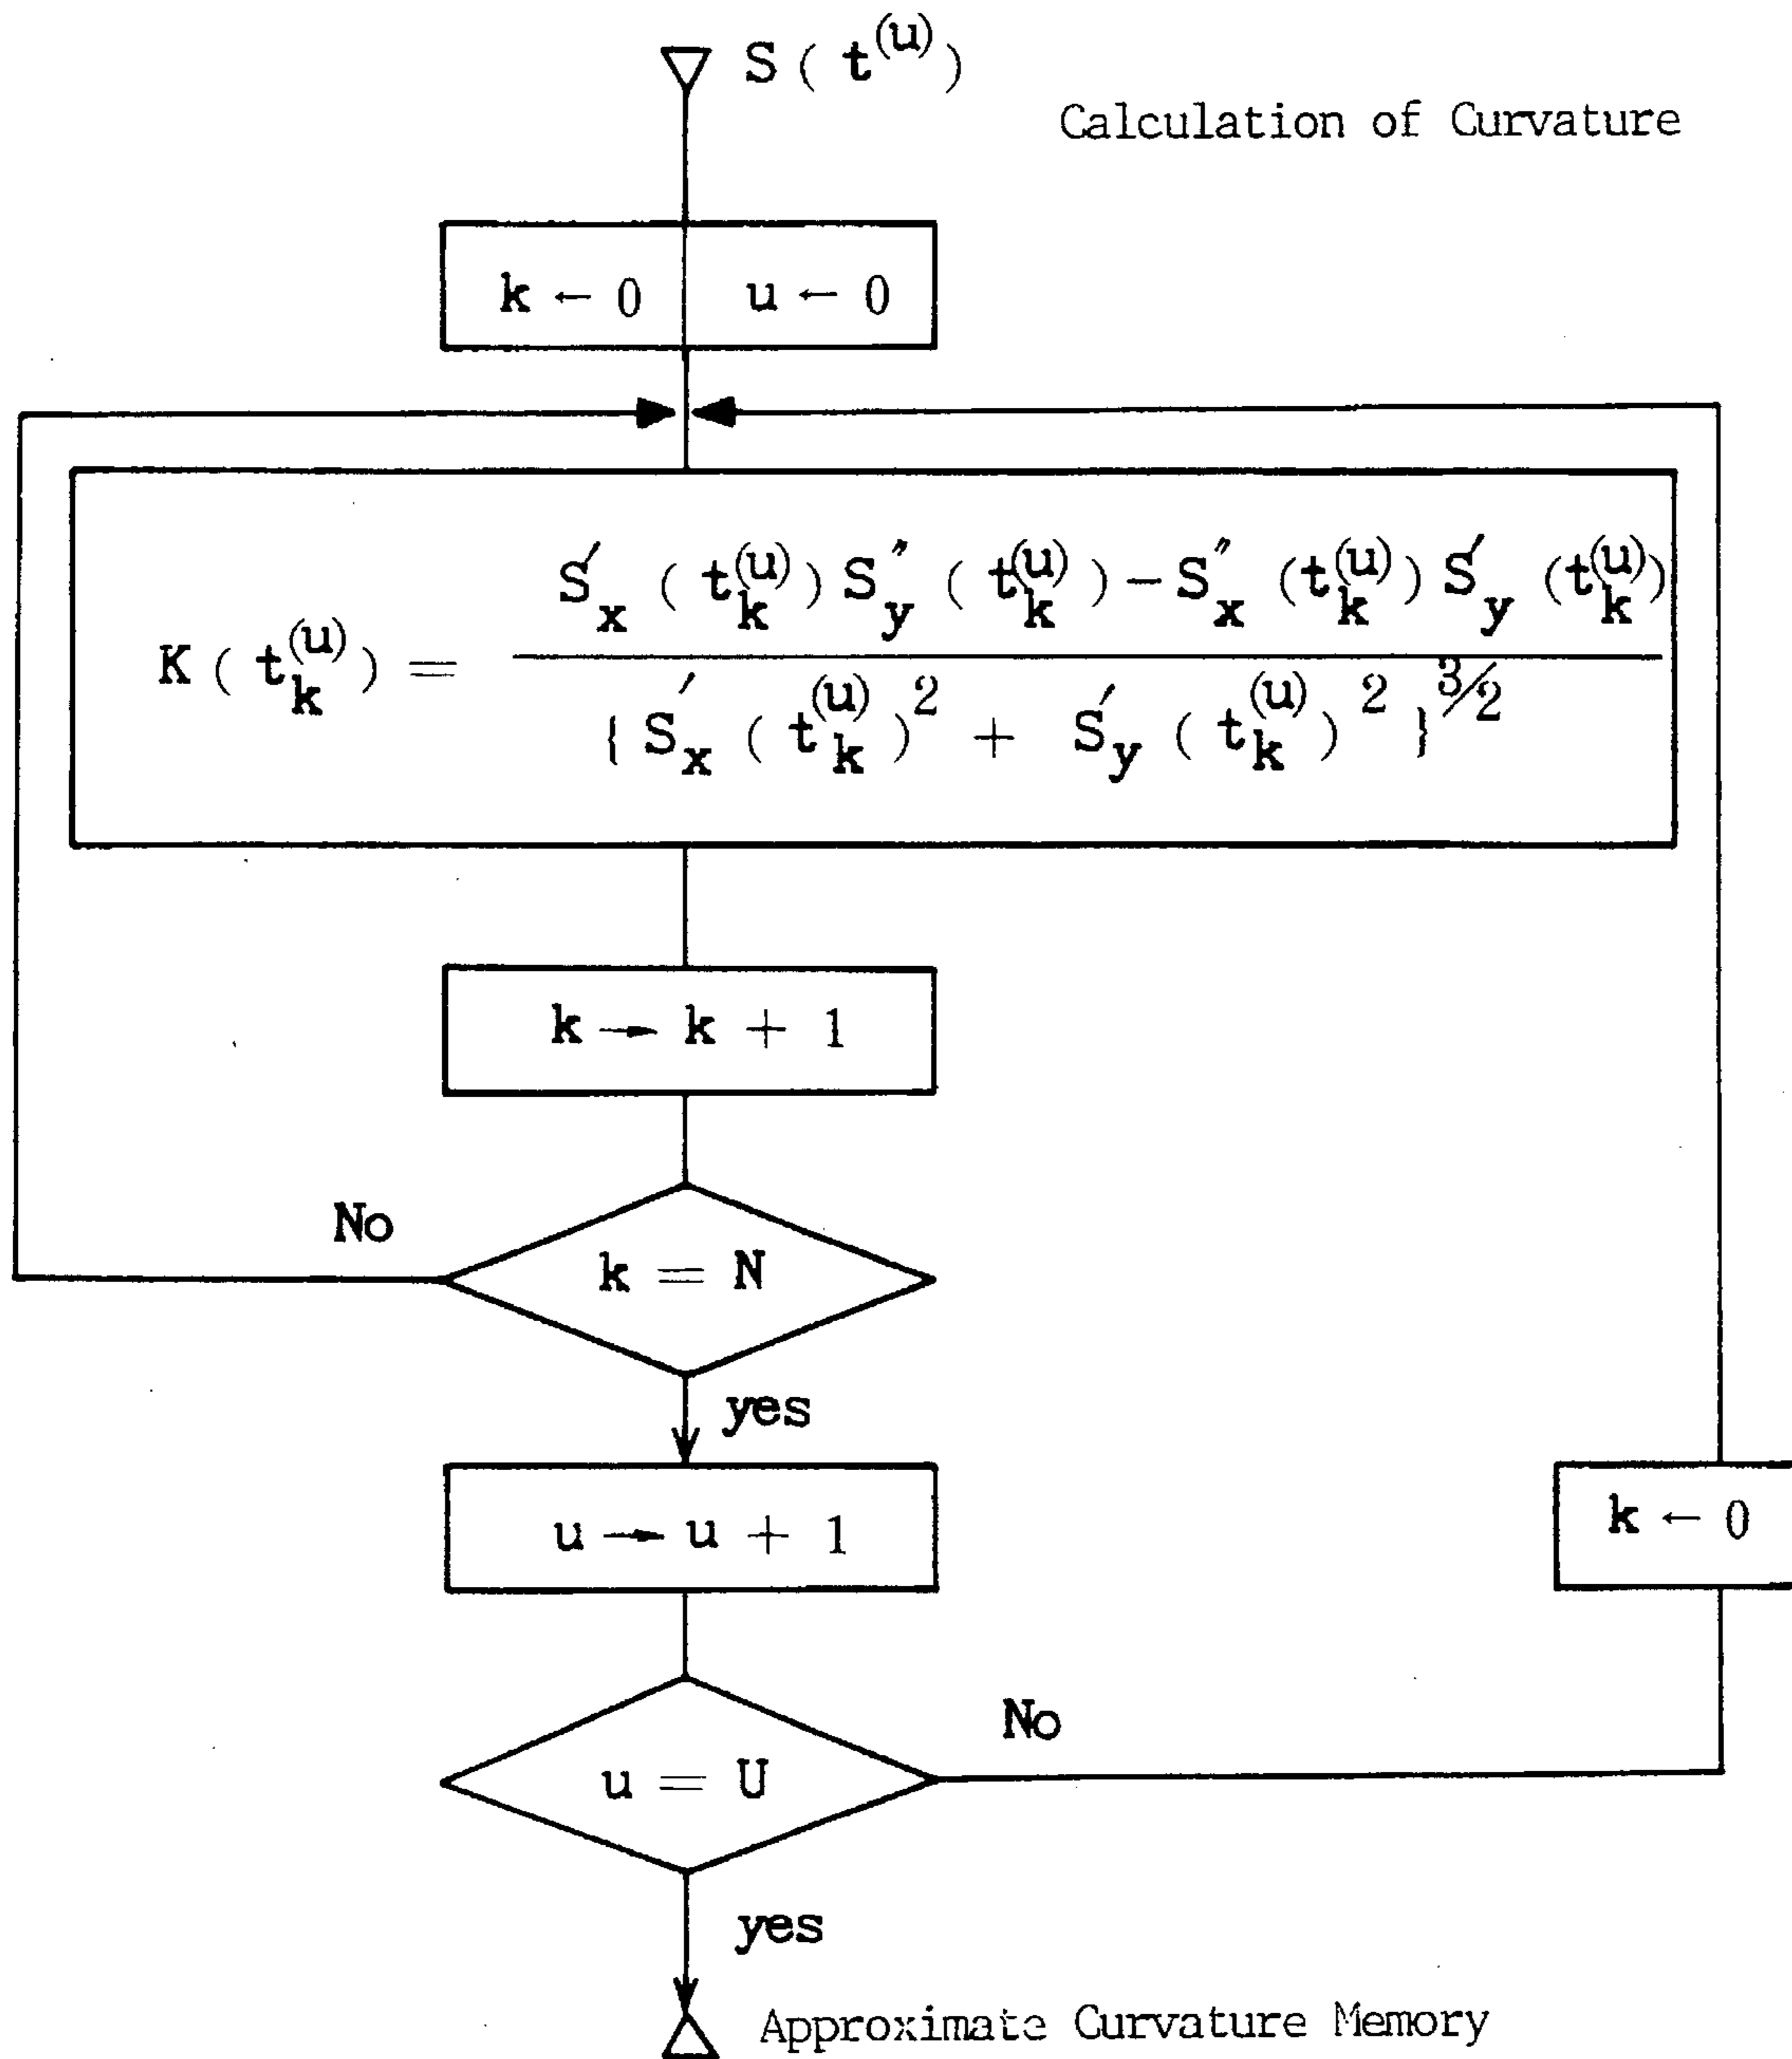 S ( t^(u) )
Calculation of Curvature
k ← 0 u ← 0
K ( t_k^(u) ) = S′_x ( t_k^(u) ) S″_y ( t_k^(u) ) − S″_x ( t_k^(u) ) S′_y ( t_k^(u) )
{ S′_x ( t_k^(u) )^2 + S′_y ( t_k^(u) )^2 }^3/2
k → k + 1
No
k = N
yes
u → u + 1
k ← 0
No
u = U
yes
Approximate Curvature Memory